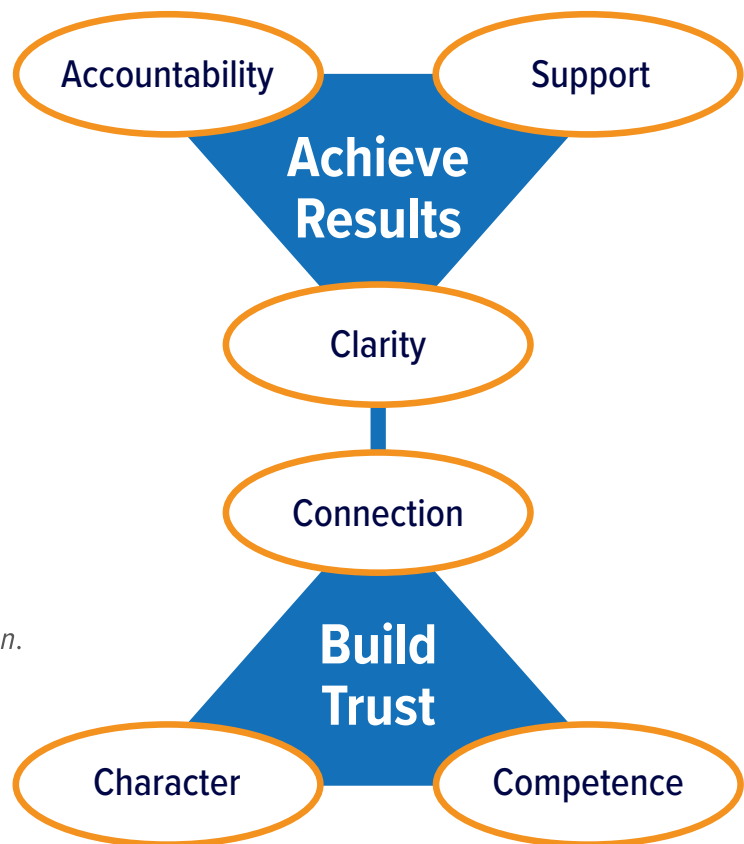 Accountability
Support
Achieve
Results
Clarity
Connection
n.
Build
Trust
Character
Competence